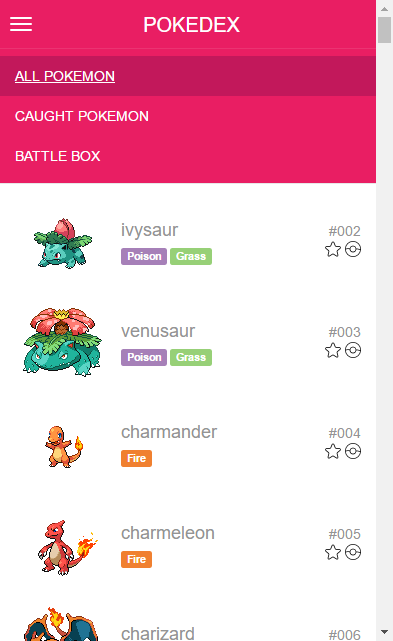 POKEDEX
ALL POKEMON
CAUGHT POKEMON
BATTLE BOX
ivysaur #002
Poison Grass
venusaur #003
Poison Grass
charmander #004
Fire
charmeleon #005
Fire
charizard #006